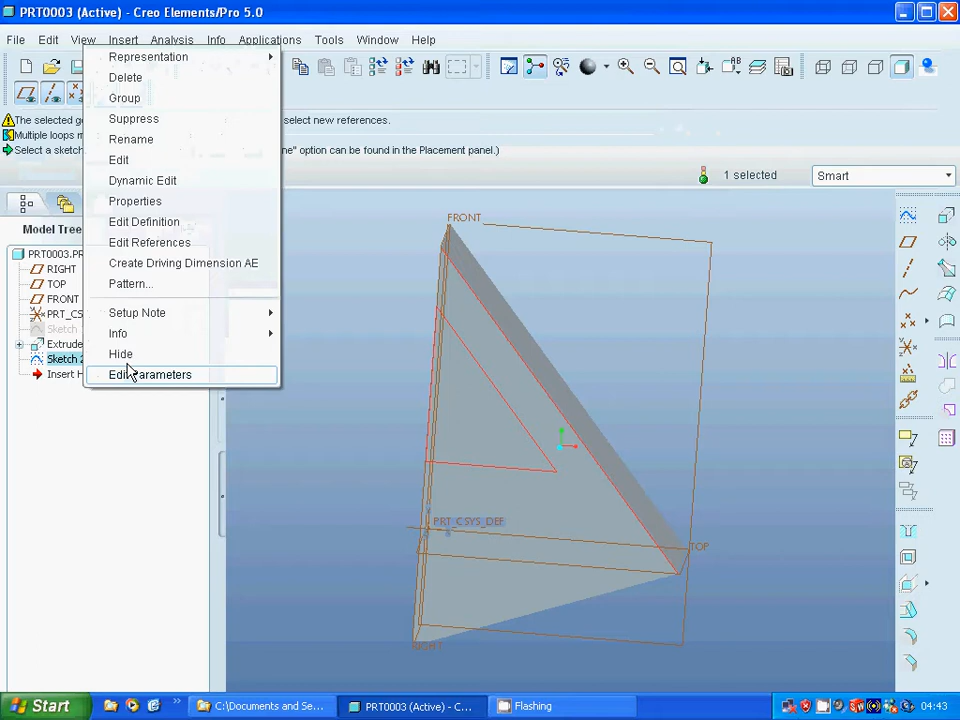 PRT0003 (Active) - Creo Elements/Pro 5.0
File Edit View Insert Analysis Info Applications Tools Window Help
Representation
Delete
Group
Suppress
Rename
Edit
Dynamic Edit
Properties
Edit Definition
Edit References
Create Driving Dimension AE
Pattern...
Setup Note
Info
Hide
Edit Parameters
The selected g
select new references.
Multiple loops m
Select a sketch
ne" option can be found in the Placement panel.)
1 selected
Smart
Model Tree
PRT0003.PR
RIGHT
TOP
FRONT
PRT_CS
Sketch
Extrude
Sketch 2
Insert H
FRONT
PRT_CSYS_DEF
TOP
RIGHT
Start
C:\Documents and Se...
PRT0003 (Active) - C...
Flashing
04:43